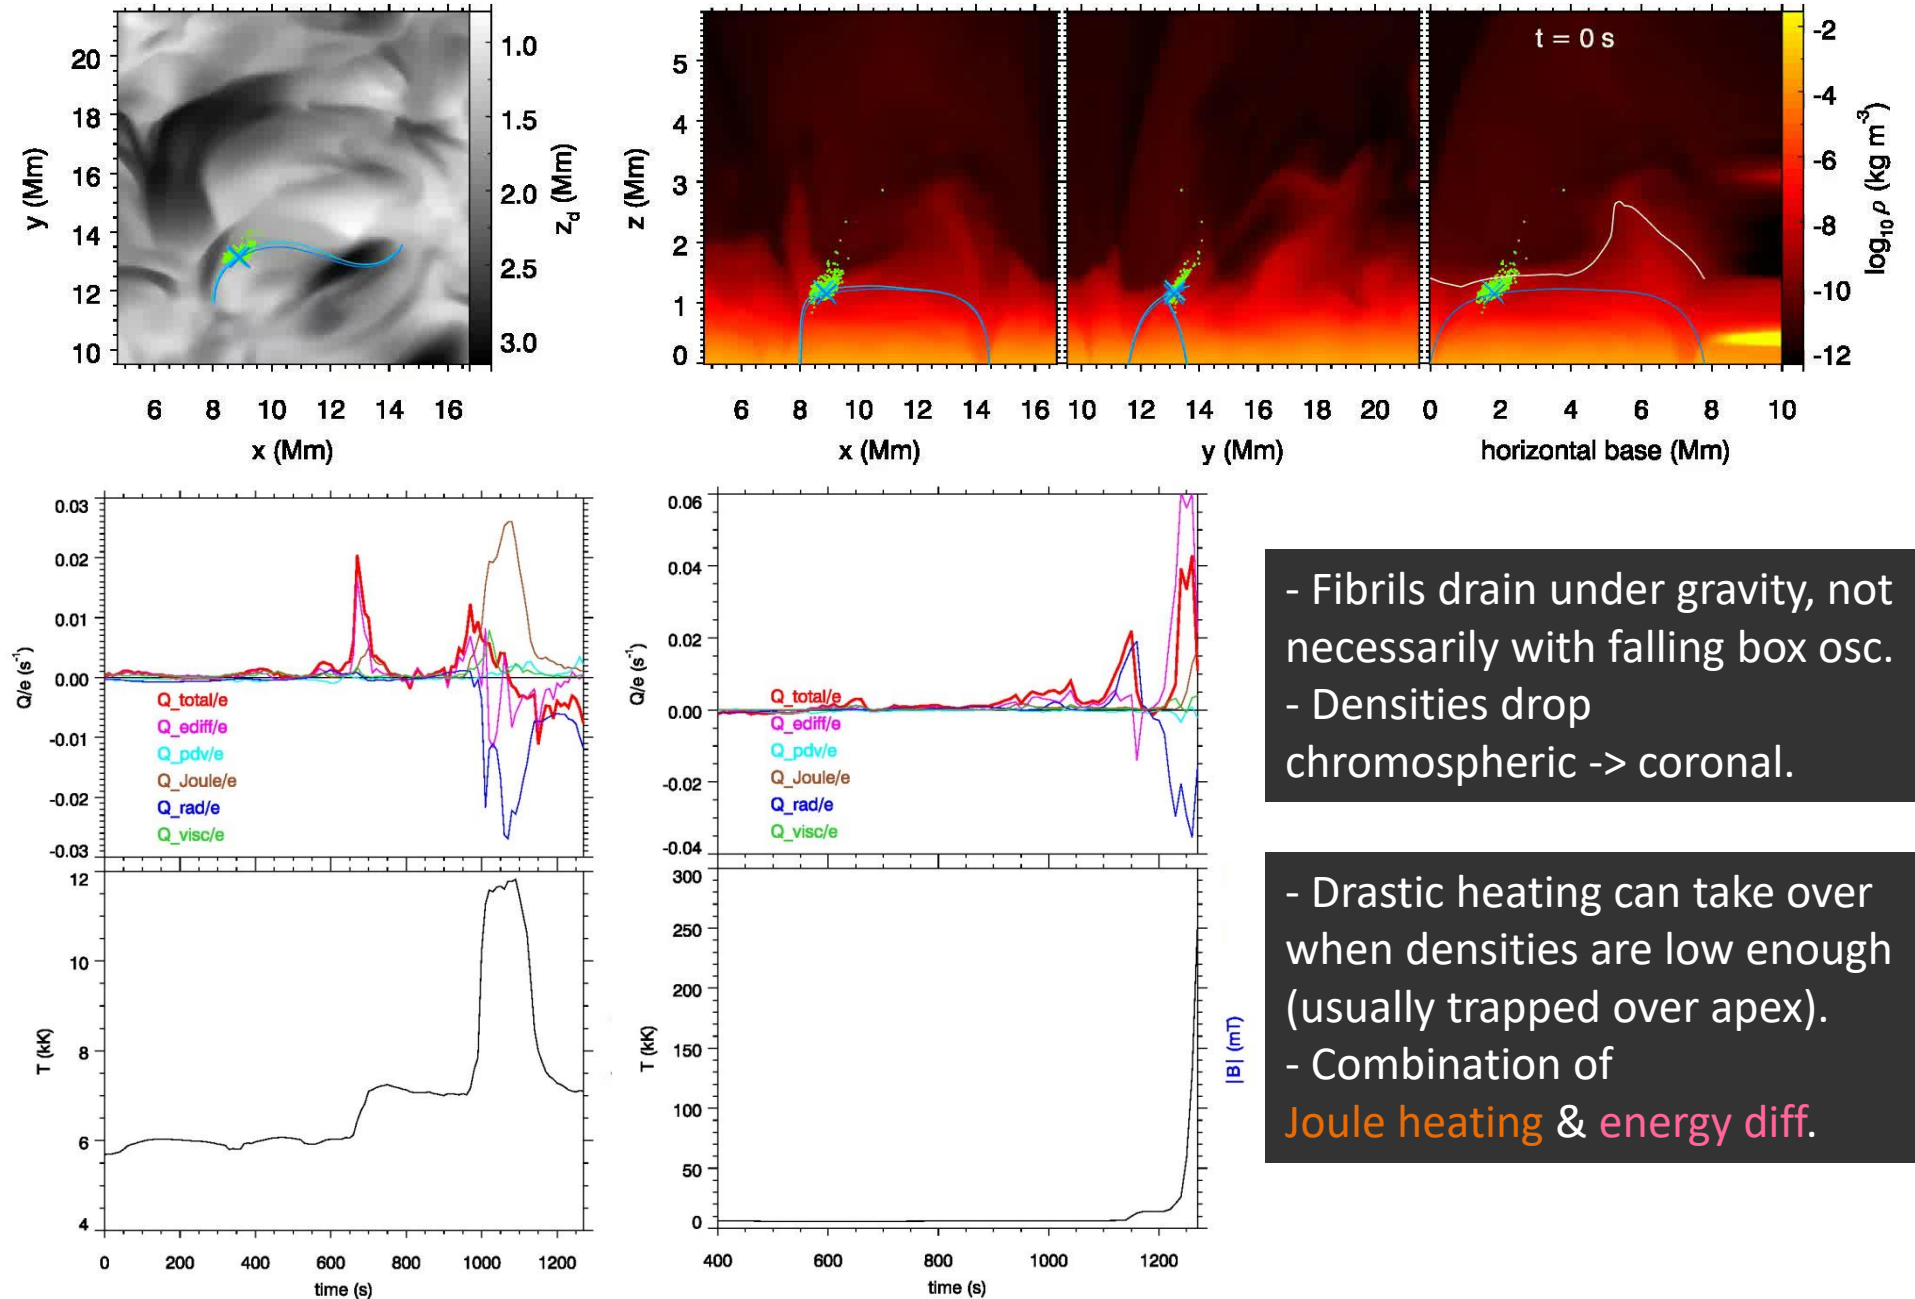 20
18
16
14
12
10
y (Mm)
6 8 10 12 14 16
x (Mm)
1.0
1.5
2.0
2.5
3.0
z_d (Mm)
5
4
3
2
1
0
z (Mm)
t = 0 s
6 8 10 12 14 16
x (Mm)
10 12 14 16 18 20
y (Mm)
0 2 4 6 8 10
horizontal base (Mm)
-2
-4
-6
-8
-10
-12
log₁₀ ρ (kg m⁻³)
0.03
0.02
0.01
0.00
-0.01
-0.02
-0.03
Q/e (s⁻¹)
Q_total/e
Q_ediff/e
Q_pdv/e
Q_Joule/e
Q_rad/e
Q_visc/e
12
10
8
6
4
T (kK)
0 200 400 600 800 1000 1200
time (s)
0.06
0.04
0.02
0.00
-0.02
-0.04
Q/e (s⁻¹)
Q_total/e
Q_ediff/e
Q_pdv/e
Q_Joule/e
Q_rad/e
Q_visc/e
300
250
200
150
100
50
0
T (kK)
|B| (mT)
400 600 800 1000 1200
time (s)
- Fibrils drain under gravity, not
necessarily with falling box osc.
- Densities drop
chromospheric -> coronal.
- Drastic heating can take over
when densities are low enough
(usually trapped over apex).
- Combination of
Joule heating & energy diff.